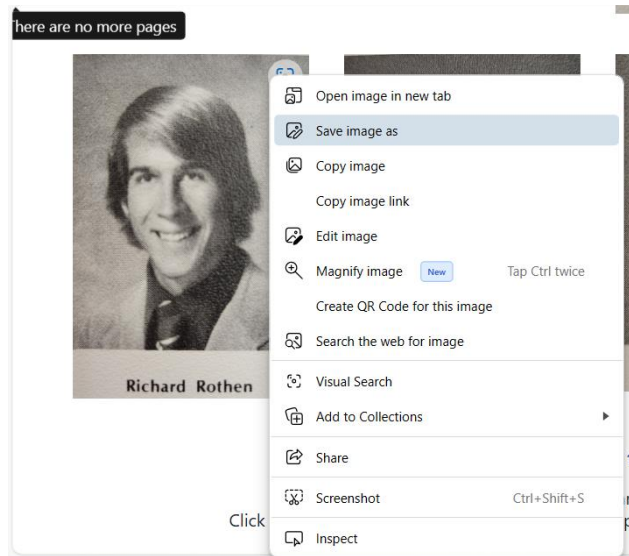 here are no more pages
Open image in new tab
Save image as
Copy image
Copy image link
Edit image
Magnify image New Tap Ctrl twice
Create QR Code for this image
Search the web for image
Visual Search
Richard Rothen
Add to Collections
Share
Screenshot Ctrl+Shift+S
Click
Inspect